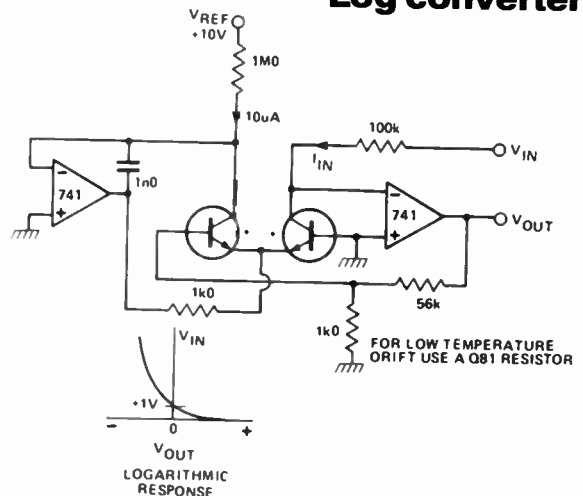 Log converter
VREF
+10V
1M0
10uA
100k
IIN
VIN
1n0
741
-
+
741
-
+
VOUT
1k0
56k
1k0
FOR LOW TEMPERATURE
DRIFT USE A Q81 RESISTOR
VIN
+1V
-
0
+
VOUT
LOGARITHMIC
RESPONSE